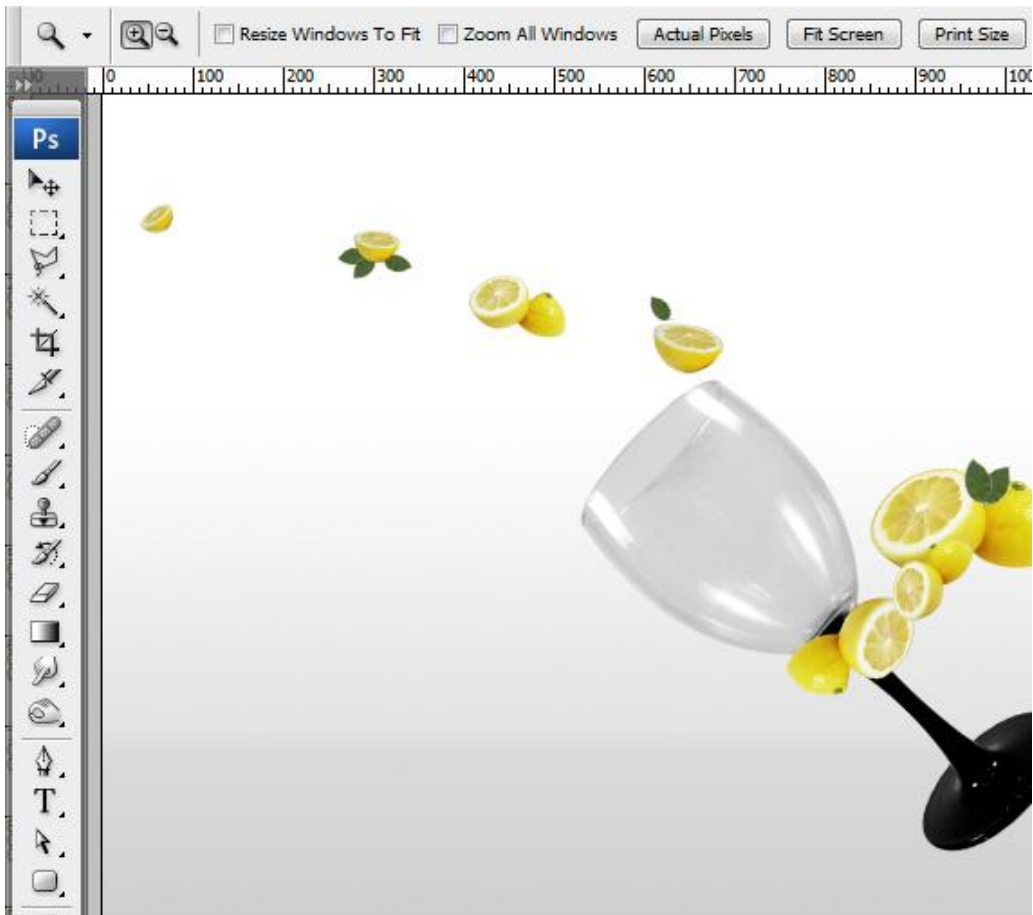 Resize Windows To Fit Zoom All Windows Actual Pixels Fit Screen Print Size
0 100 200 300 400 500 600 700 800 900 100
Ps
T